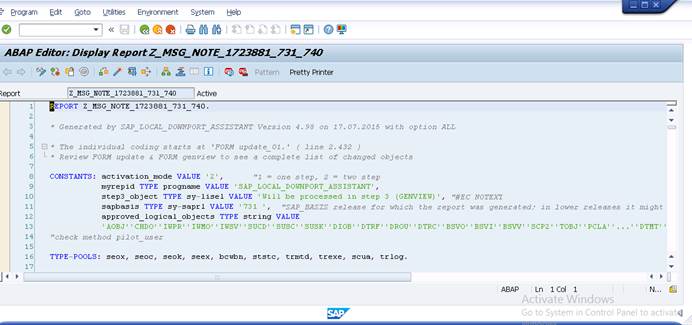 Program Edit Goto Utilities Environment System Help
ABAP Editor: Display Report Z_MSG_NOTE_1723881_731_740
Pattern Pretty Printer
Report Z_MSG_NOTE_1723881_731_740 Active
1 REPORT Z_MSG_NOTE_1723881_731_740.
2
3 * Generated by SAP_LOCAL_DOWNPORT_ASSISTANT Version 4.98 on 17.07.2015 with option ALL
4
5 * The individual coding starts at 'FORM update_01.' ( line 2.432 )
6 * Review FORM update & FORM genview to see a complete list of changed objects
7
8 CONSTANTS: activation_mode VALUE '2', "1 = one step, 2 = two step
9 myrepid TYPE progname VALUE 'SAP_LOCAL_DOWNPORT_ASSISTANT',
10 step3_object TYPE sy-lisel VALUE 'Will be processed in step 3 (GENVIEW)', "#EC NOTEXT
11 sapbasis TYPE sy-saprl VALUE '731 ', "SAP_BASIS release for which the report was generated: in lower releases it might
12 approved_logical_objects TYPE string VALUE
13 'AOBJ''CHDO''IWPR''IWMO''IWSV''SUCD''SUSC''SUSK''DIOB''DTRF''DROU''DTRC''BSVO''BSVI''BSVV''SCP2''TOBJ''PCLA''...''DTMT''
14 "check method pilot_user
15
16 TYPE-POOLS: seox, seoc, seok, seex, bcwbn, ststc, trmtd, trexe, scua, trlog.
17
ABAP Ln 1 Col 1 N...
Activate Windows
Go to System in Control Panel to activate
SAP